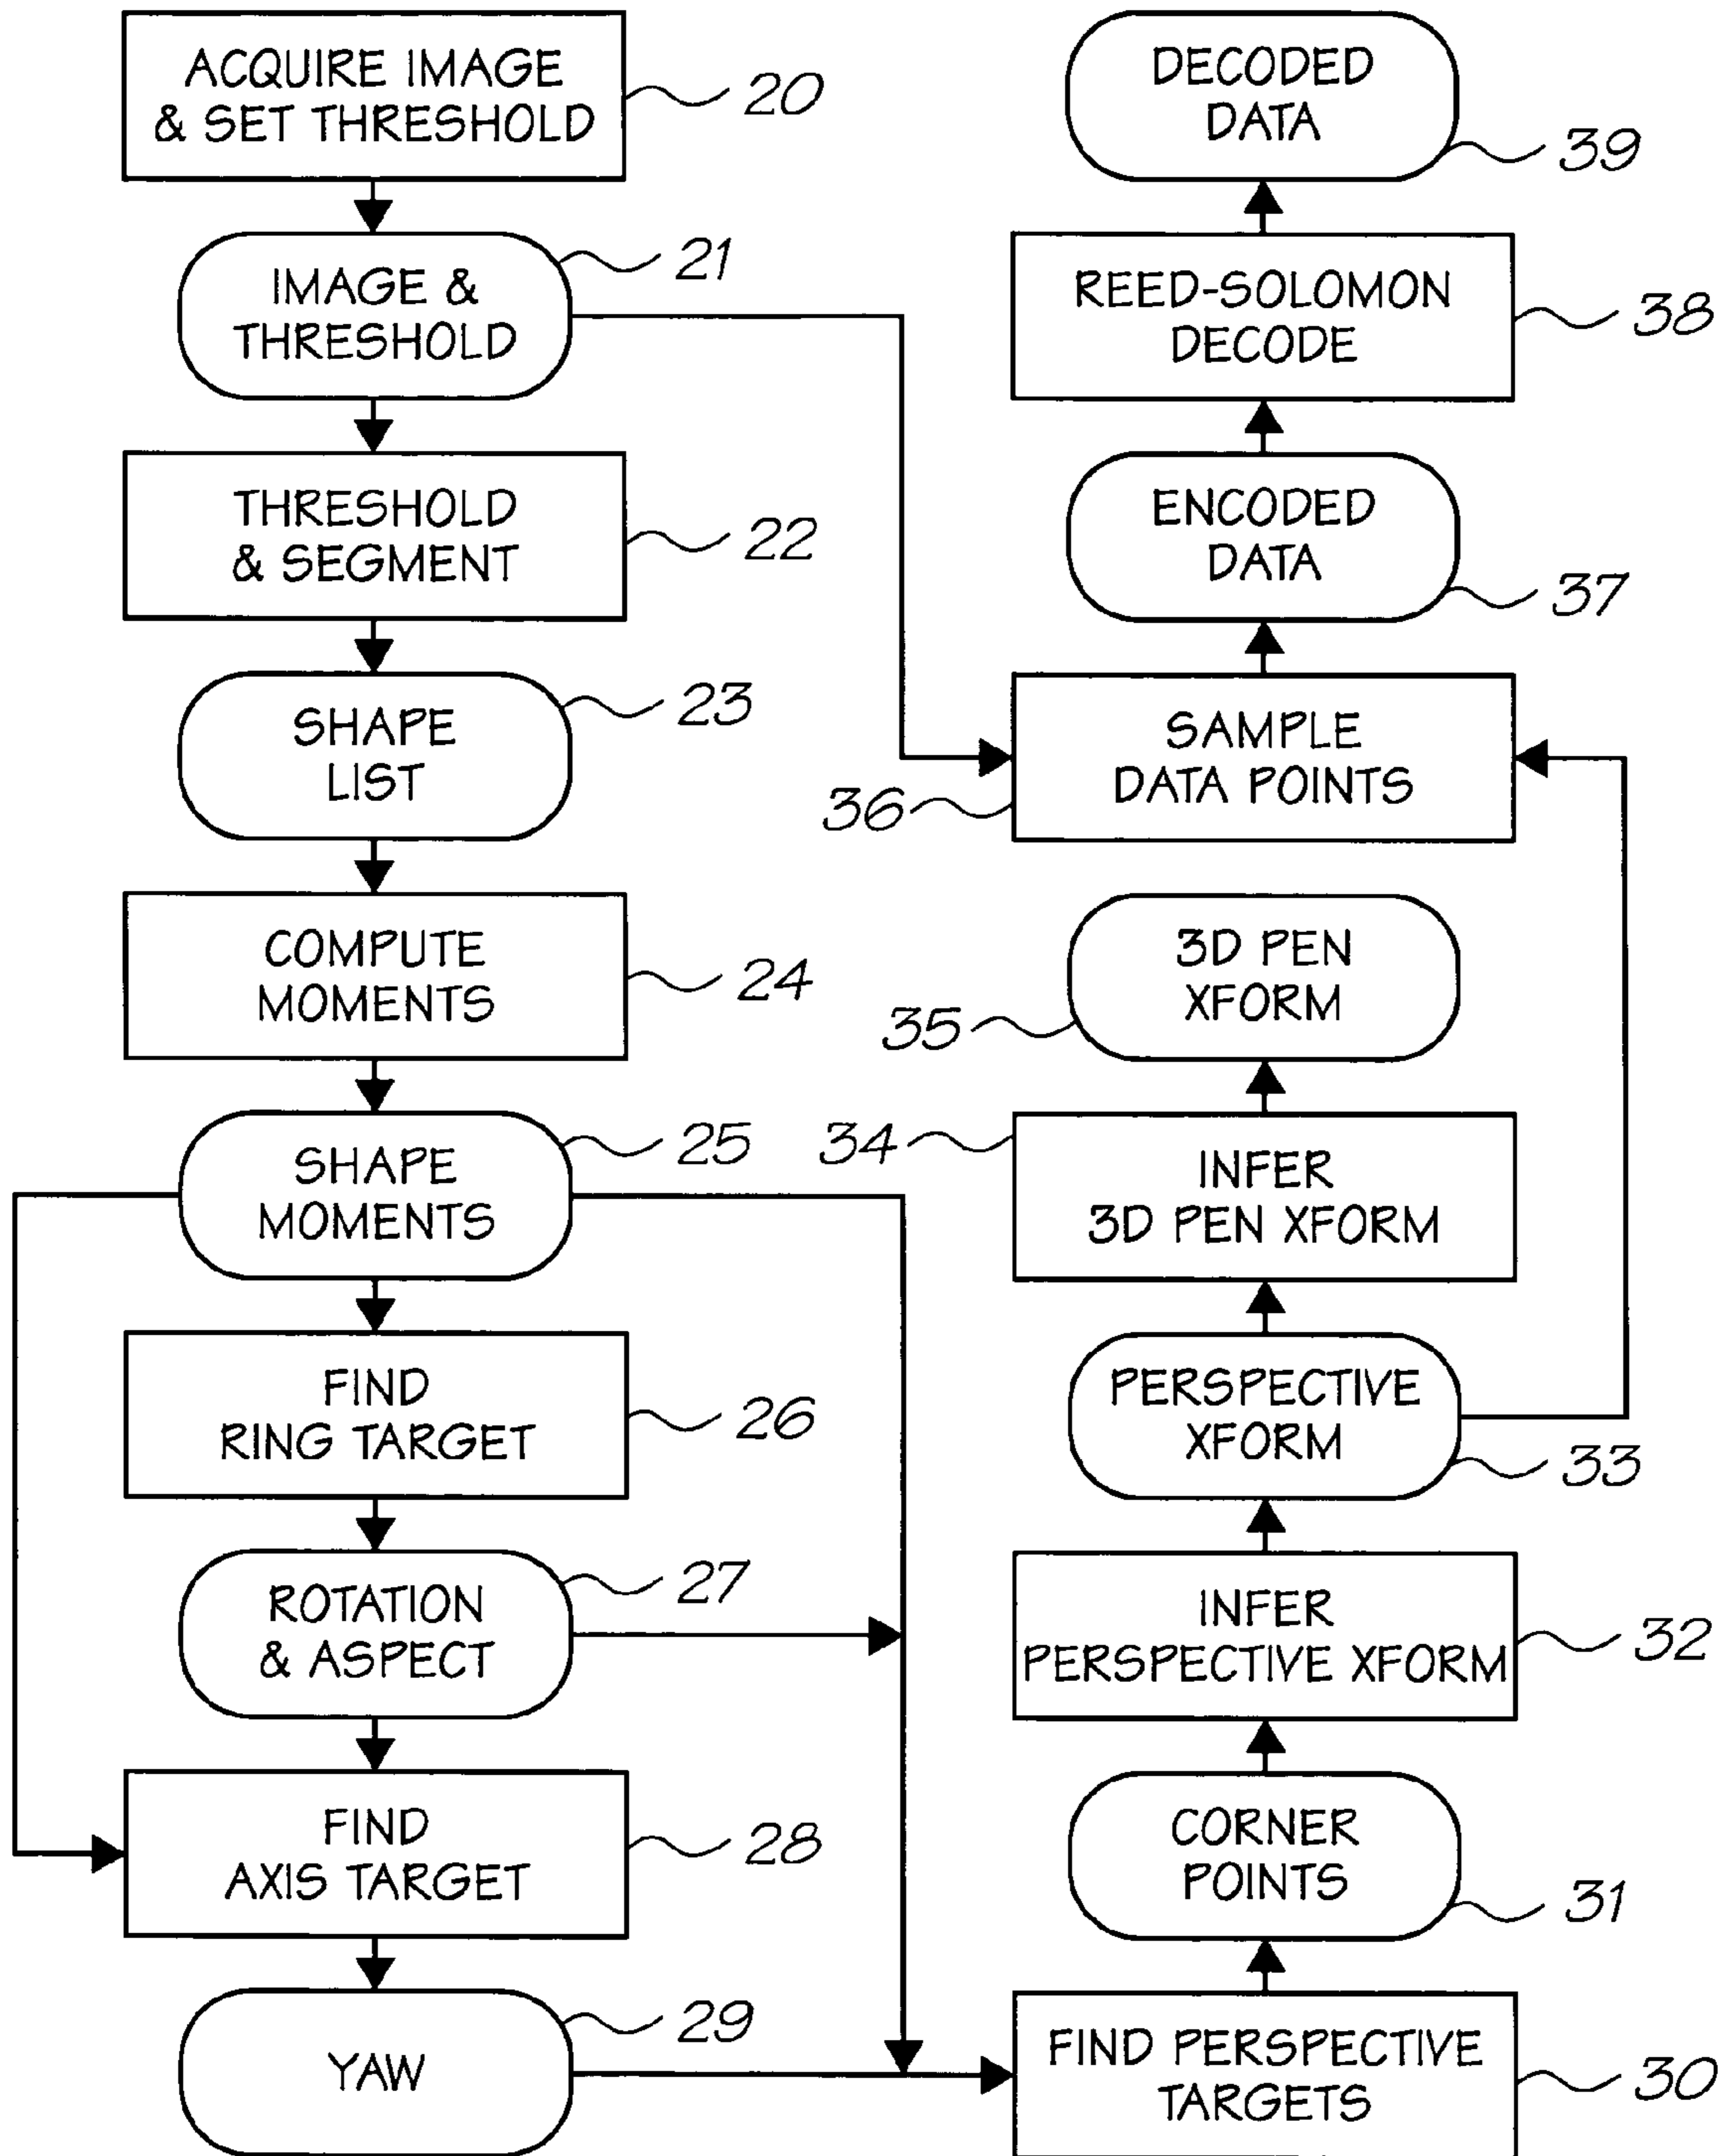 ACQUIRE IMAGE
& SET THRESHOLD
20
IMAGE &
THRESHOLD
21
THRESHOLD
& SEGMENT
22
SHAPE
LIST
23
COMPUTE
MOMENTS
24
SHAPE
MOMENTS
25
FIND
RING TARGET
26
ROTATION
& ASPECT
27
FIND
AXIS TARGET
28
YAW
29
DECODED
DATA
39
REED-SOLOMON
DECODE
38
ENCODED
DATA
37
SAMPLE
DATA POINTS
36
3D PEN
XFORM
35
INFER
3D PEN XFORM
34
PERSPECTIVE
XFORM
33
INFER
PERSPECTIVE XFORM
32
CORNER
POINTS
31
FIND PERSPECTIVE
TARGETS
30